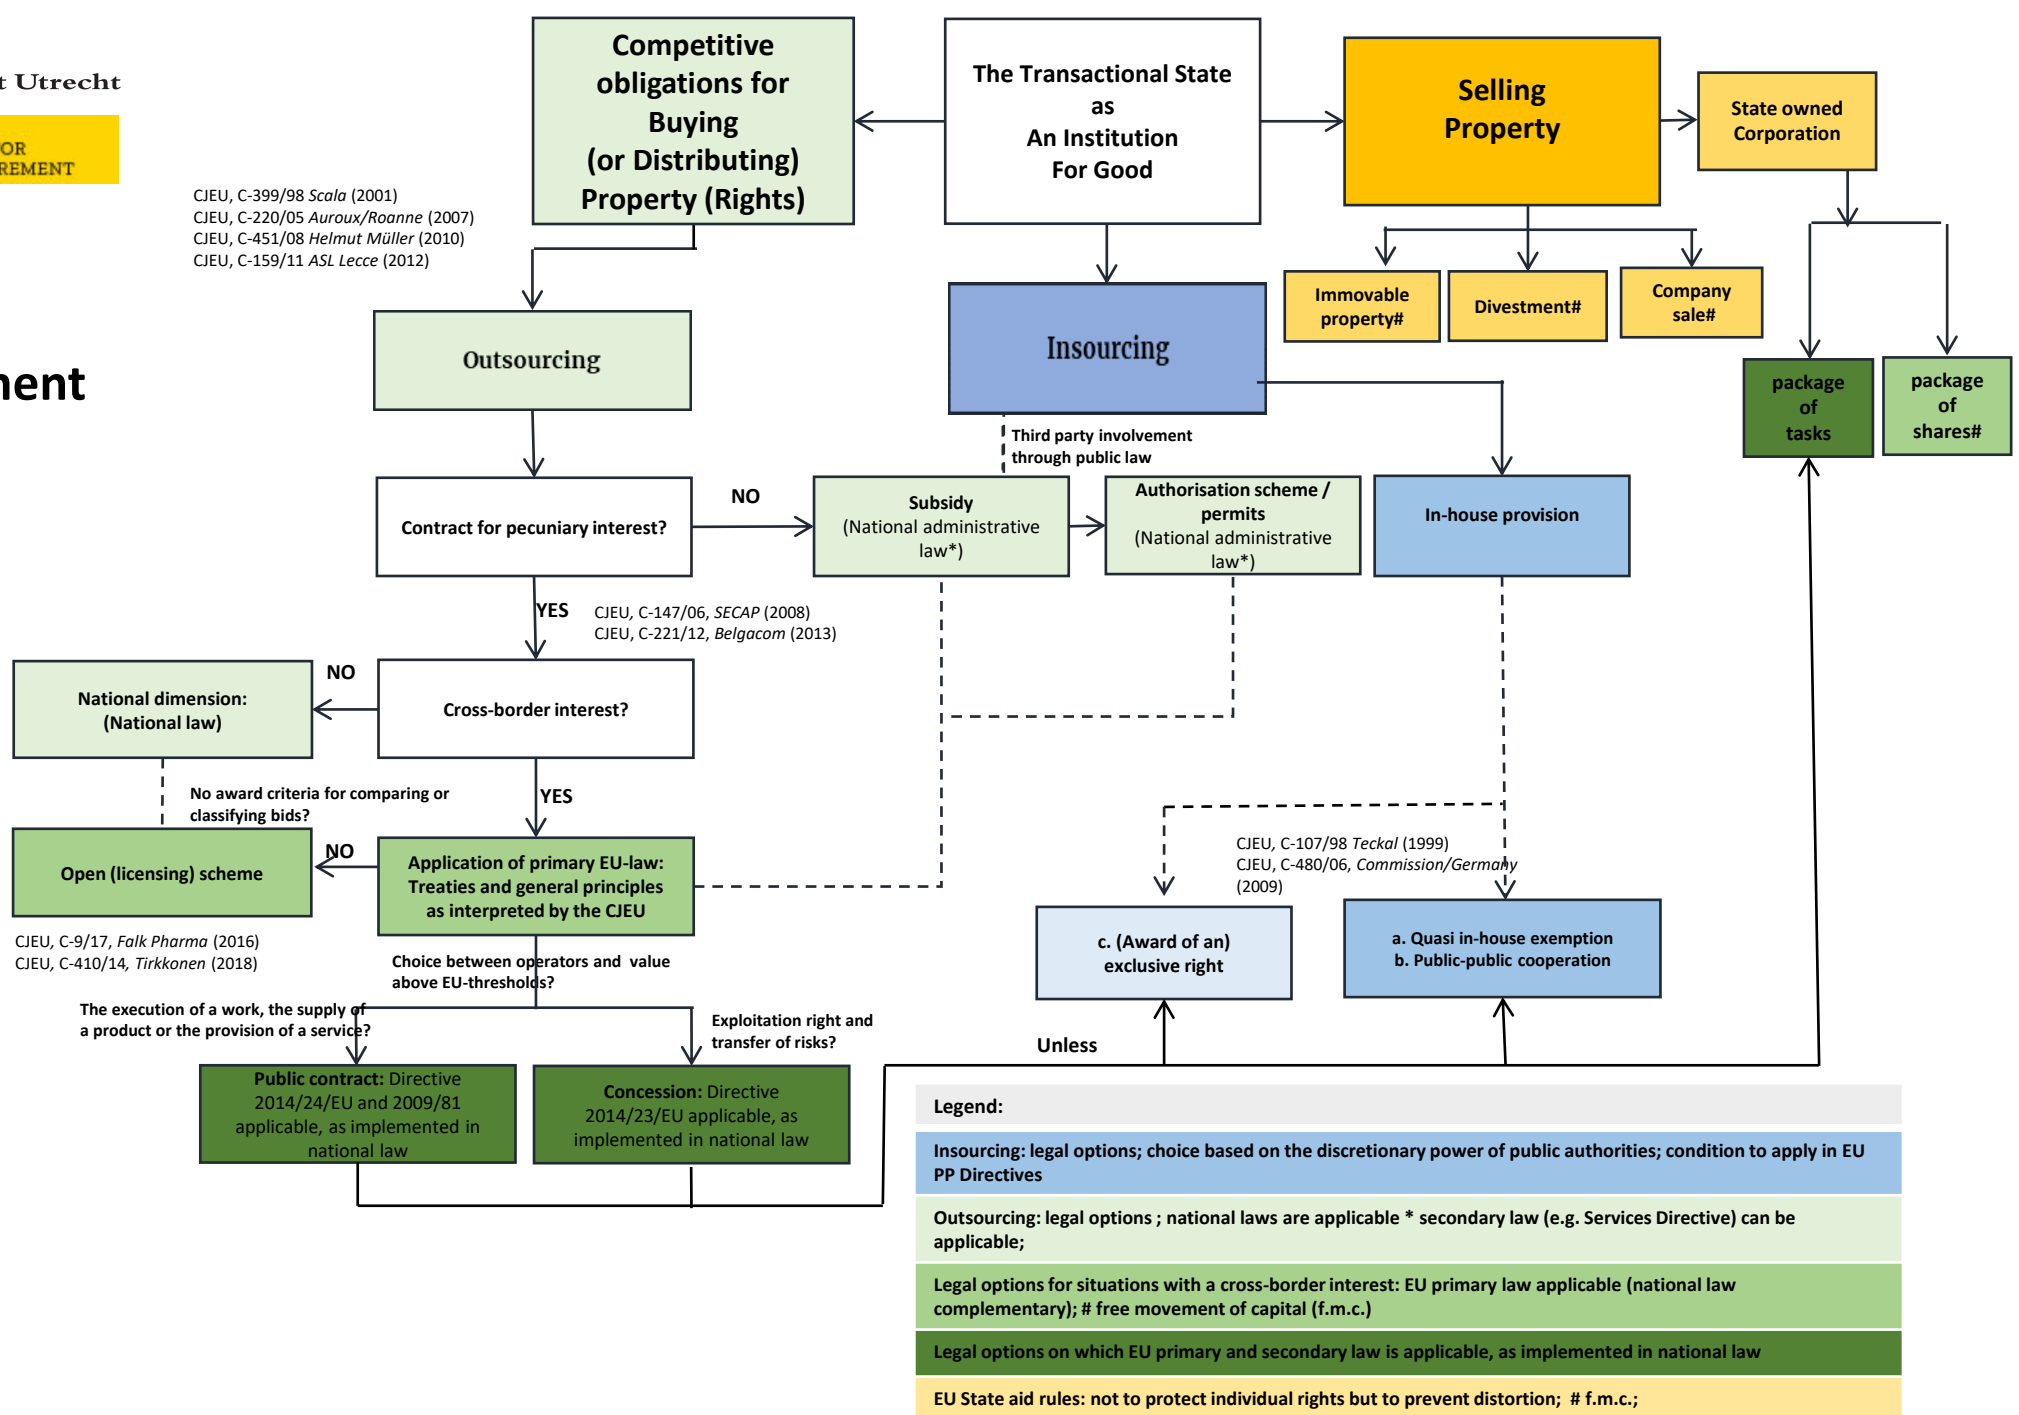 t Utrecht
OR
REMENT
nent
Competitive
obligations for
Buying
(or Distributing)
Property (Rights)
The Transactional State
as
An Institution
For Good
Selling
Property
State owned
Corporation
CJEU, C-399/98 Scala (2001)
CJEU, C-220/05 Auroux/Roanne (2007)
CJEU, C-451/08 Helmut Müller (2010)
CJEU, C-159/11 ASL Lecce (2012)
Immovable
property#
Divestment#
Company
sale#
Outsourcing
Insourcing
package
of
tasks
package
of
shares#
Third party involvement
through public law
Contract for pecuniary interest?
NO
Subsidy
(National administrative
law*)
Authorisation scheme /
permits
(National administrative
law*)
In-house provision
YES
CJEU, C-147/06, SECAP (2008)
CJEU, C-221/12, Belgacom (2013)
National dimension:
(National law)
NO
Cross-border interest?
No award criteria for comparing or
classifying bids?
YES
Open (licensing) scheme
NO
Application of primary EU-law:
Treaties and general principles
as interpreted by the CJEU
CJEU, C-107/98 Teckal (1999)
CJEU, C-480/06, Commission/Germany
(2009)
CJEU, C-9/17, Falk Pharma (2016)
CJEU, C-410/14, Tirkkonen (2018)
c. (Award of an)
exclusive right
a. Quasi in-house exemption
b. Public-public cooperation
Choice between operators and value
above EU-thresholds?
The execution of a work, the supply of
a product or the provision of a service?
Exploitation right and
transfer of risks?
Unless
Public contract: Directive
2014/24/EU and 2009/81
applicable, as implemented in
national law
Concession: Directive
2014/23/EU applicable, as
implemented in national law
Legend:
Insourcing: legal options; choice based on the discretionary power of public authorities; condition to apply in EU
PP Directives
Outsourcing: legal options ; national laws are applicable * secondary law (e.g. Services Directive) can be
applicable;
Legal options for situations with a cross-border interest: EU primary law applicable (national law
complementary); # free movement of capital (f.m.c.)
Legal options on which EU primary and secondary law is applicable, as implemented in national law
EU State aid rules: not to protect individual rights but to prevent distortion; # f.m.c.;